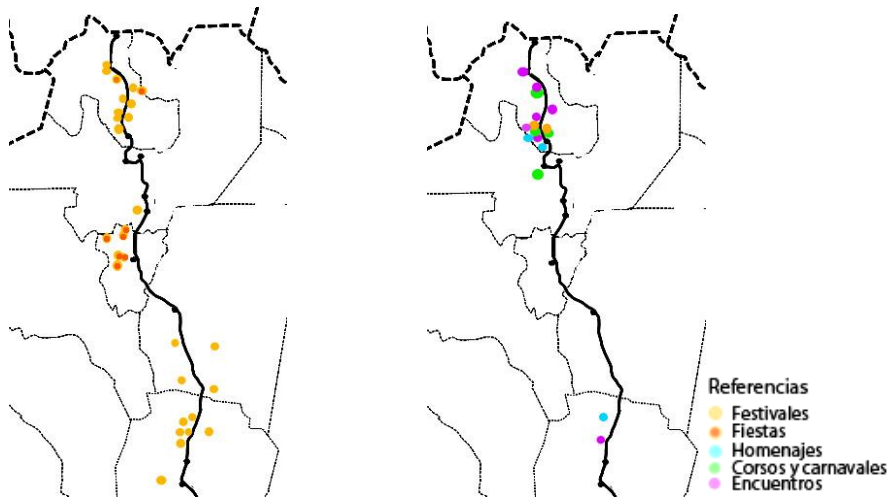 Referencias
Festivales
Fiestas
Homenajes
Corsos y carnavales
Encuentros